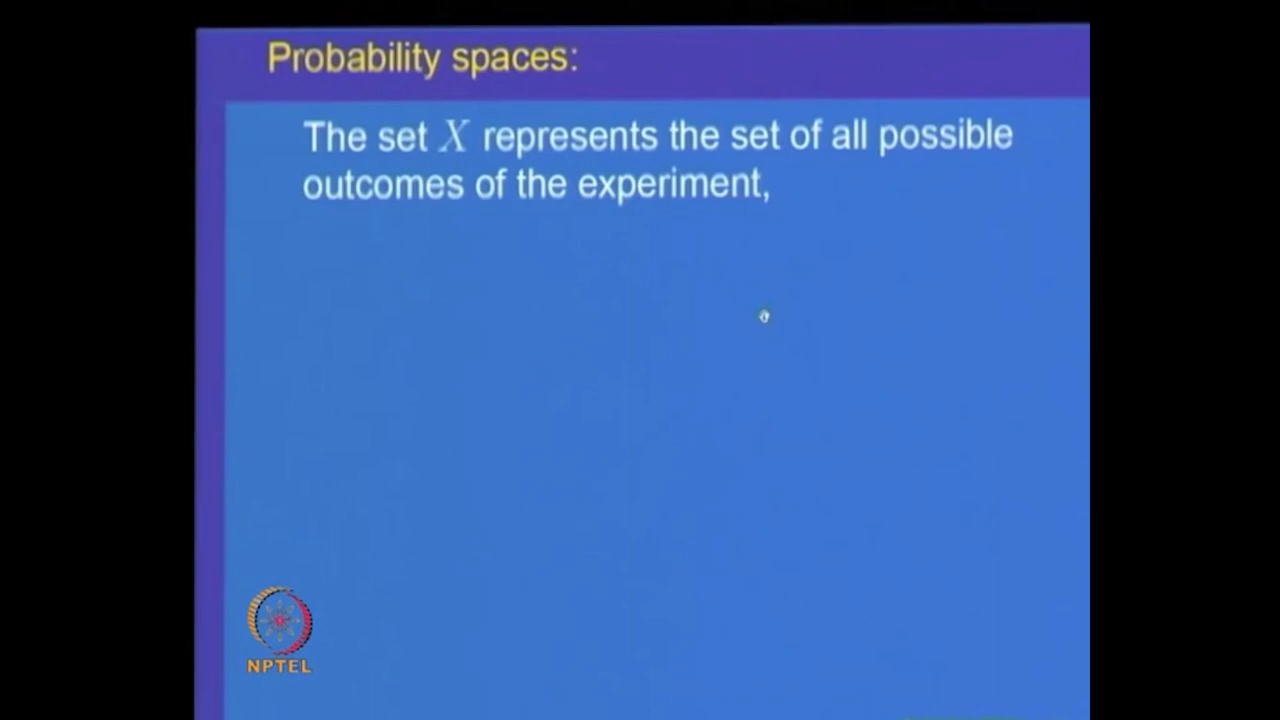 Probability spaces:
The set X represents the set of all possible
outcomes of the experiment,
NPTEL